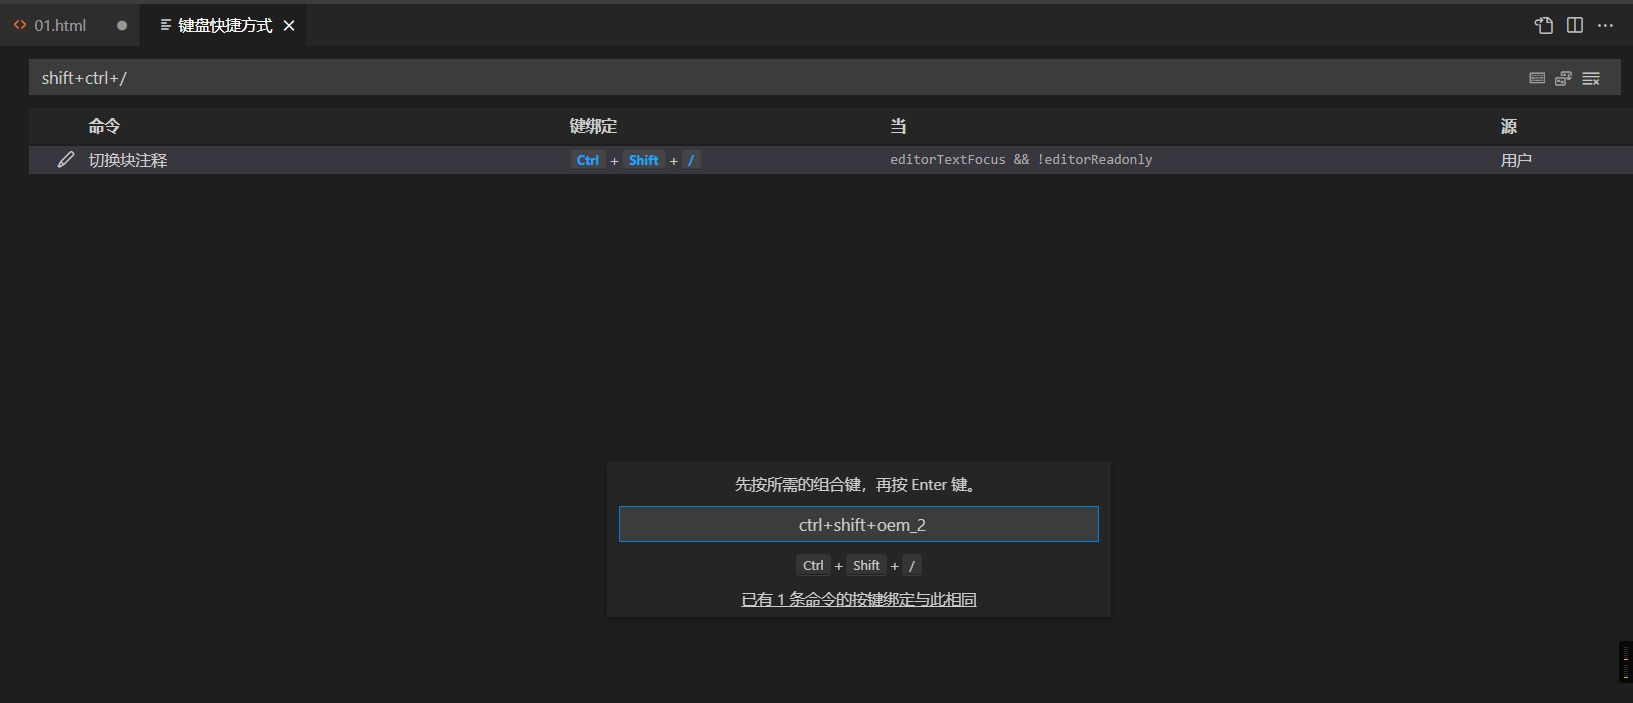 01.html 键盘快捷方式
shift+ctrl+/
命令 键绑定 当 源
切换块注释 Ctrl + Shift + / editorTextFocus && !editorReadonly 用户
先按所需的组合键，再按 Enter 键。
ctrl+shift+oem_2
Ctrl + Shift + /
已有 1 条命令的按键绑定与此相同